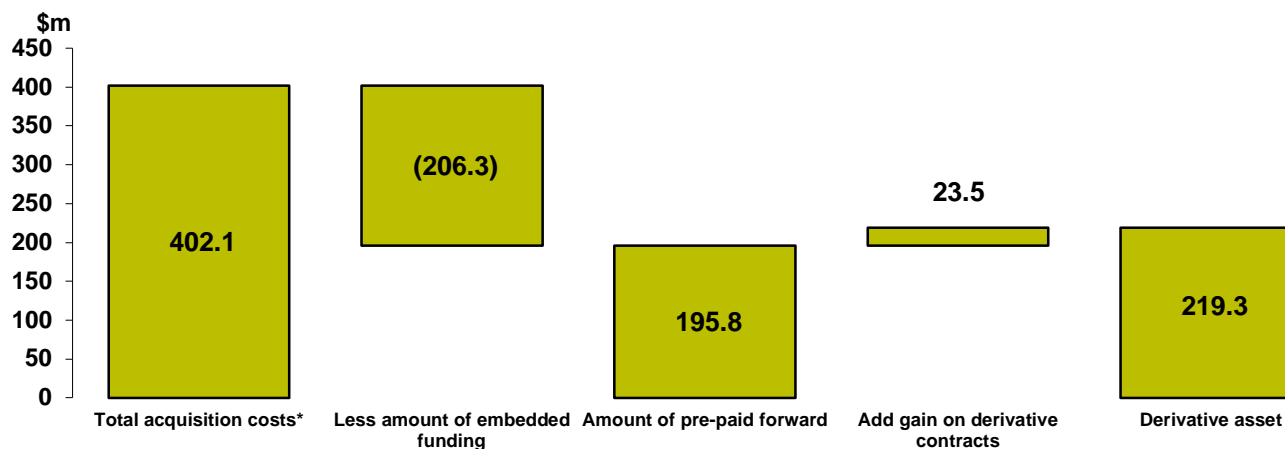 $m
450
400
350
300
250
200
150
100
50
0
402.1
(206.3)
195.8
23.5
219.3
Total acquisition costs*
Less amount of embedded
funding
Amount of pre-paid forward
Add gain on derivative
contracts
Derivative asset